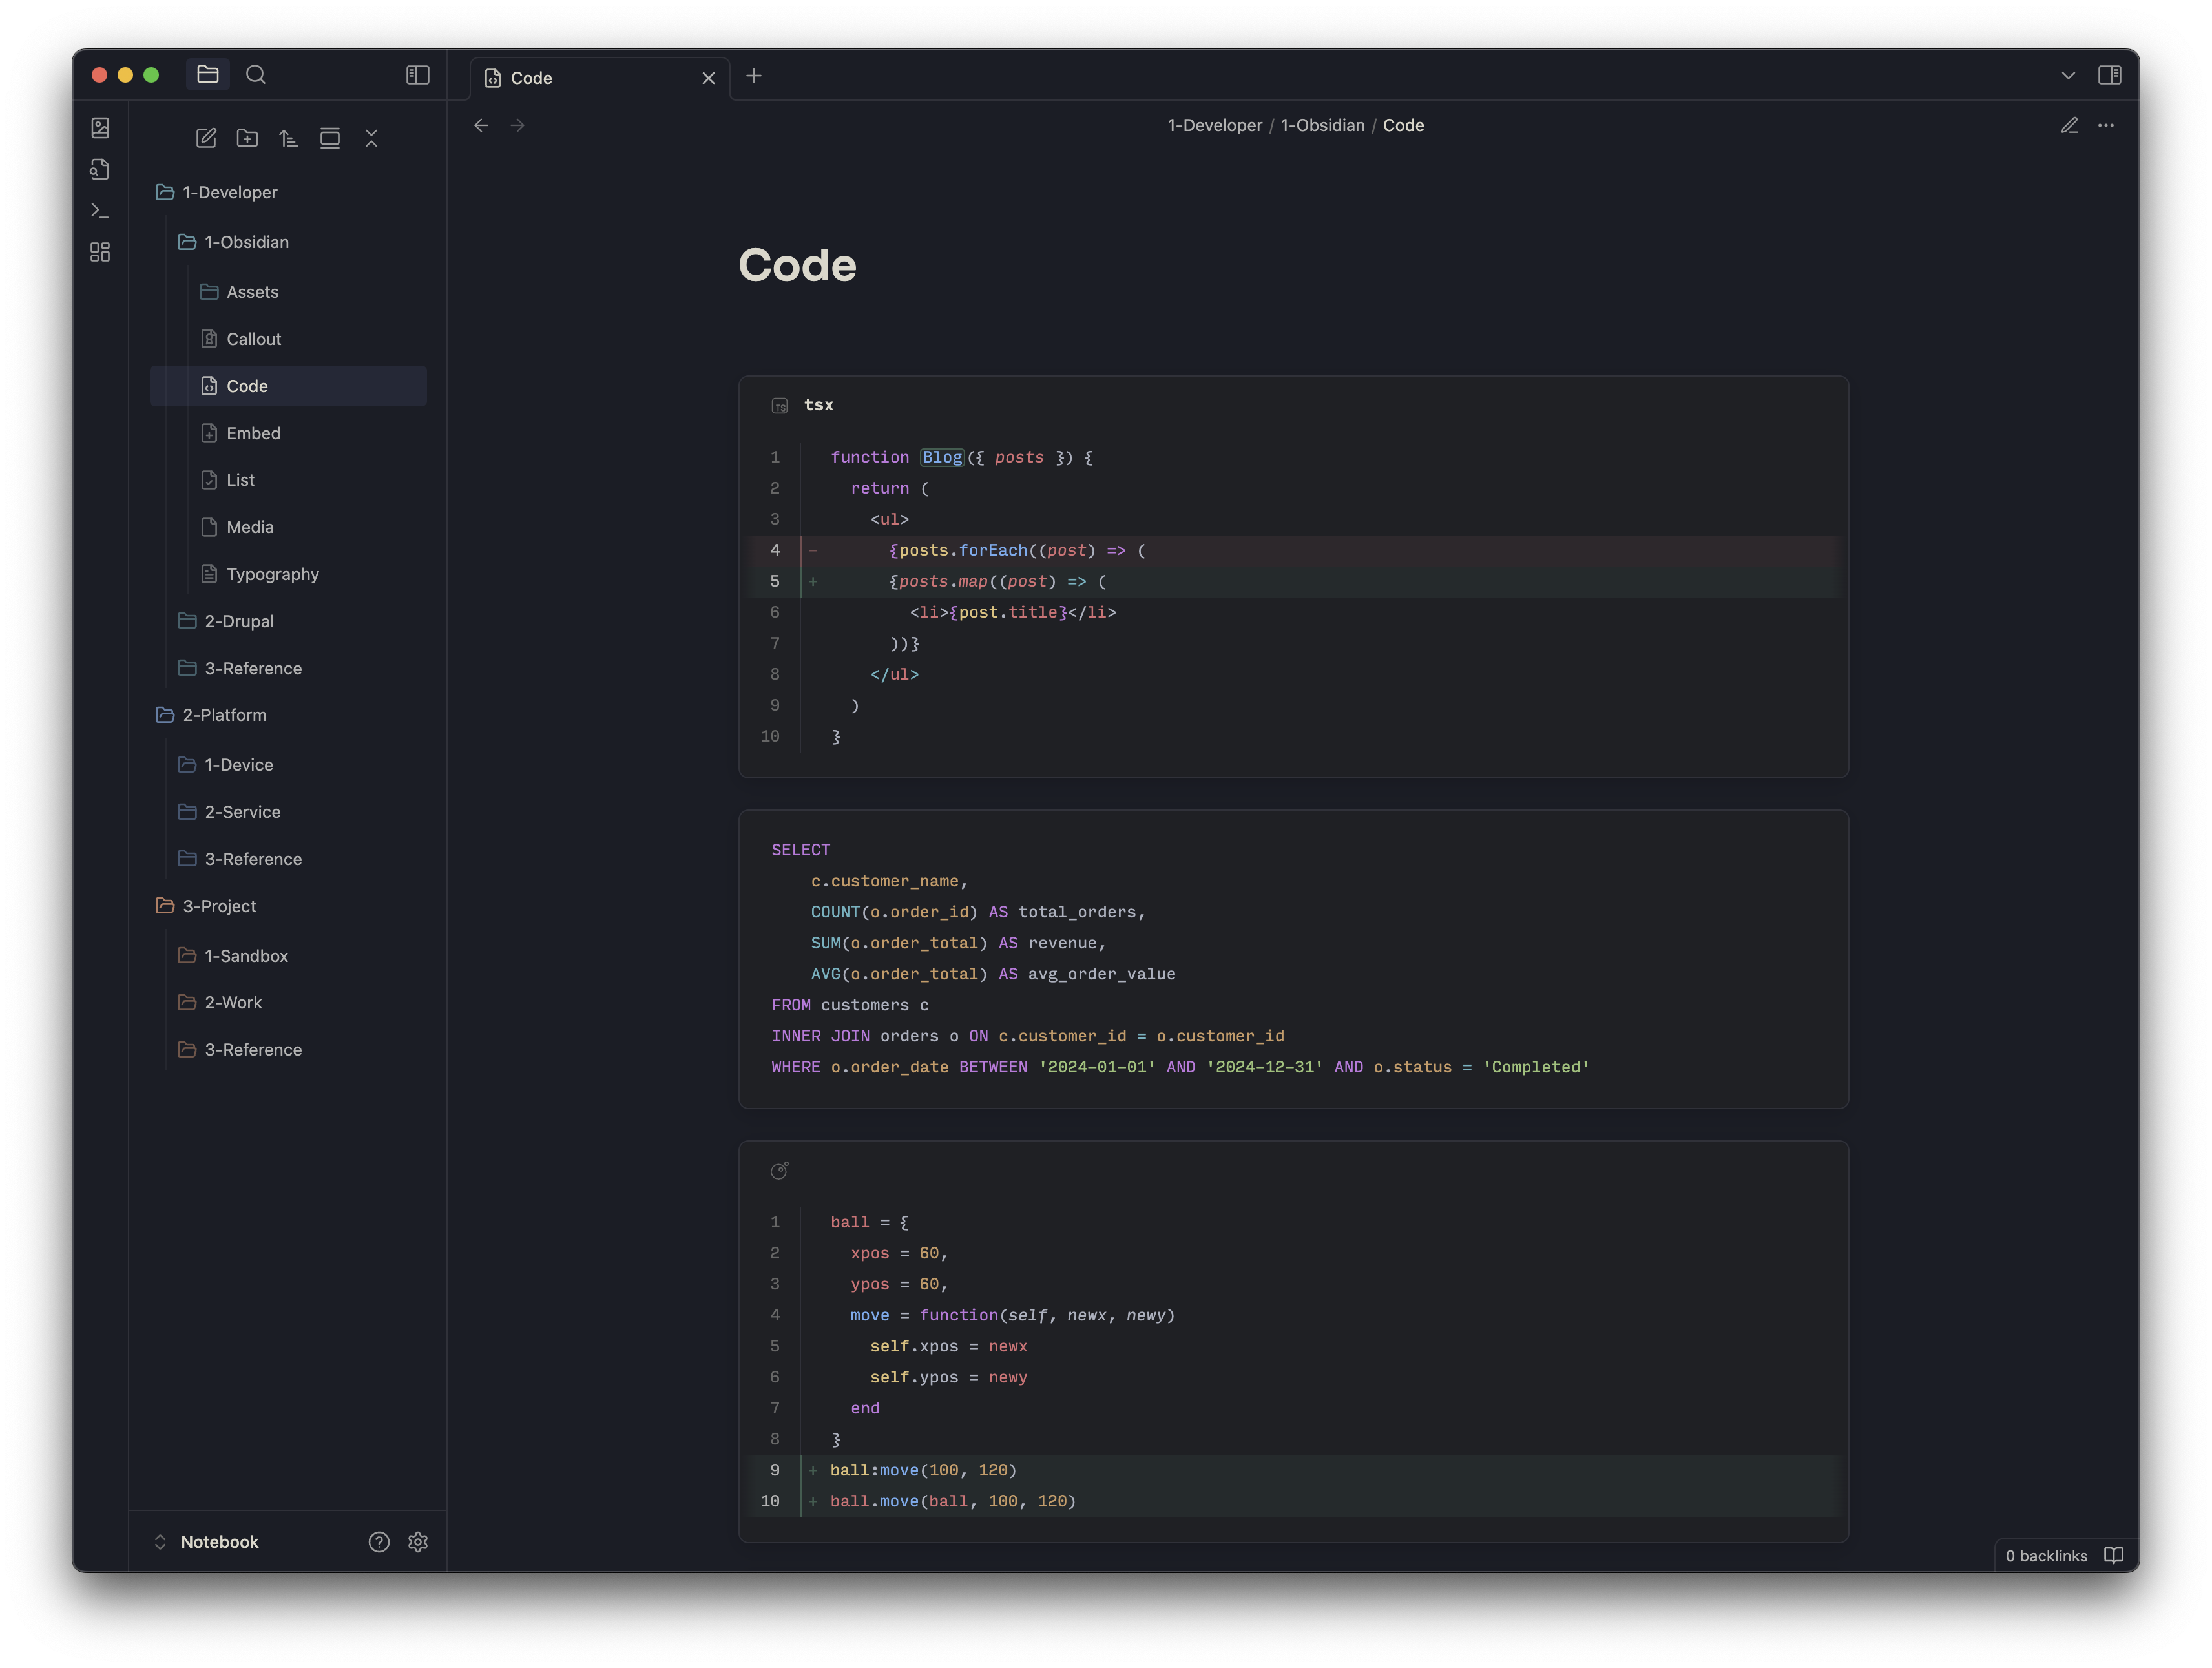 Code
1-Developer / 1-Obsidian / Code
1-Developer
1-Obsidian
Assets
Callout
Code
Embed
List
Media
Typography
2-Drupal
3-Reference
2-Platform
1-Device
2-Service
3-Reference
3-Project
1-Sandbox
2-Work
3-Reference
Notebook
Code
TS tsx
1 function Blog({ posts }) {
2   return (
3     <ul>
4 -       {posts.forEach((post) => (
5 +       {posts.map((post) => (
6         <li>{post.title}</li>
7       ))}
8     </ul>
9   )
10 }
SELECT
    c.customer_name,
    COUNT(o.order_id) AS total_orders,
    SUM(o.order_total) AS revenue,
    AVG(o.order_total) AS avg_order_value
FROM customers c
INNER JOIN orders o ON c.customer_id = o.customer_id
WHERE o.order_date BETWEEN '2024-01-01' AND '2024-12-31' AND o.status = 'Completed'
1 ball = {
2   xpos = 60,
3   ypos = 60,
4   move = function(self, newx, newy)
5     self.xpos = newx
6     self.ypos = newy
7   end
8 }
9 + ball:move(100, 120)
10 + ball.move(ball, 100, 120)
0 backlinks